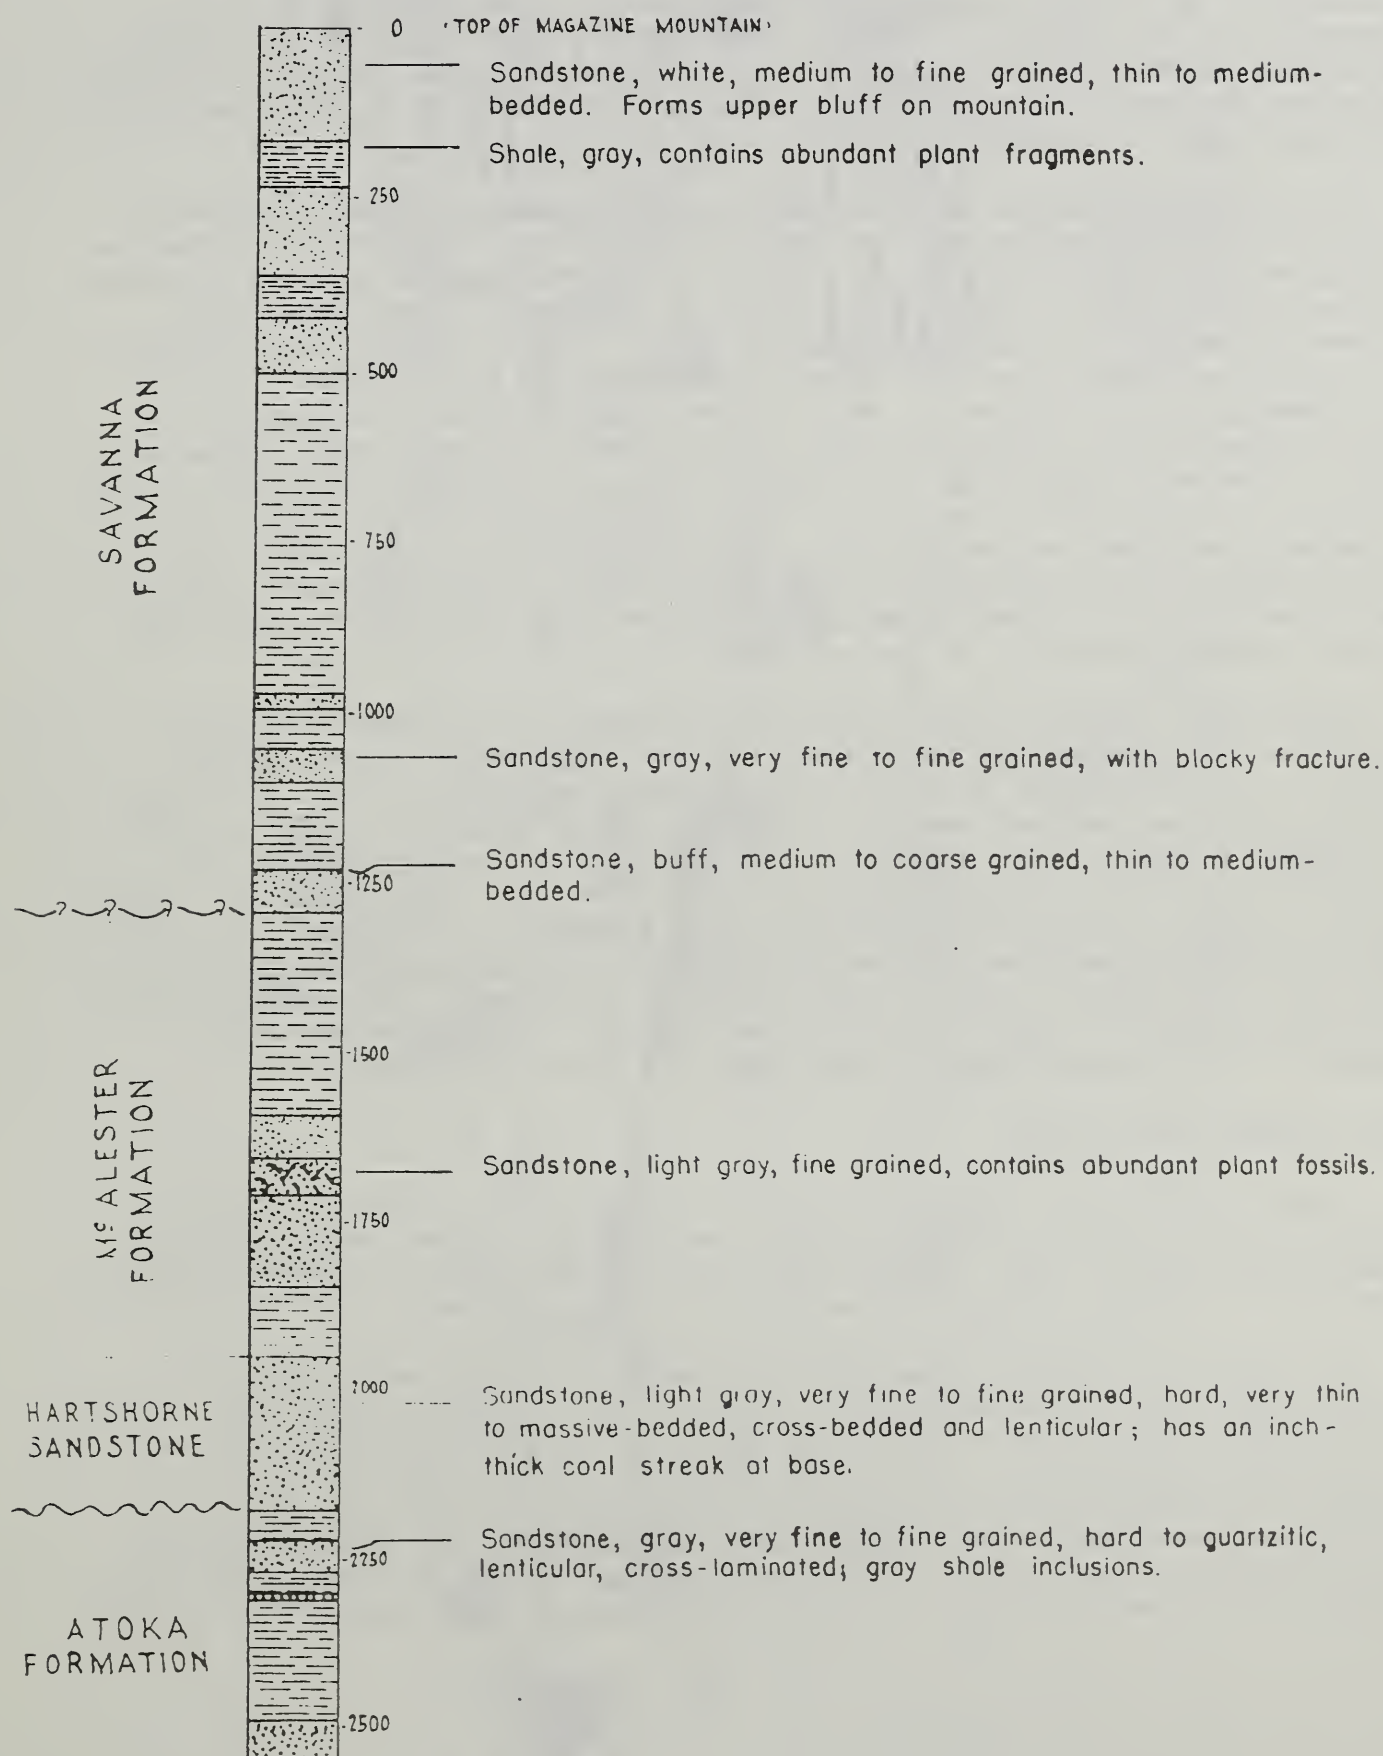 0 'TOP OF MAGAZINE MOUNTAIN'
Sandstone, white, medium to fine grained, thin to medium-
bedded. Forms upper bluff on mountain.
Shale, gray, contains abundant plant fragments.
- 250
- 500
SAVANNA
FORMATION
- 750
-1000
Sandstone, gray, very fine to fine grained, with blocky fracture.
Sandstone, buff, medium to coarse grained, thin to medium-
bedded.
-1250
? ? ? ?
-1500
McALESTER
FORMATION
Sandstone, light gray, fine grained, contains abundant plant fossils.
-1750
2000
HARTSHORNE
SANDSTONE
Sandstone, light gray, very fine to fine grained, hard, very thin
to massive-bedded, cross-bedded and lenticular; has an inch-
thick coal streak at base.
Sandstone, gray, very fine to fine grained, hard to quartzitic,
lenticular, cross-laminated; gray shale inclusions.
-2250
ATOKA
FORMATION
-2500